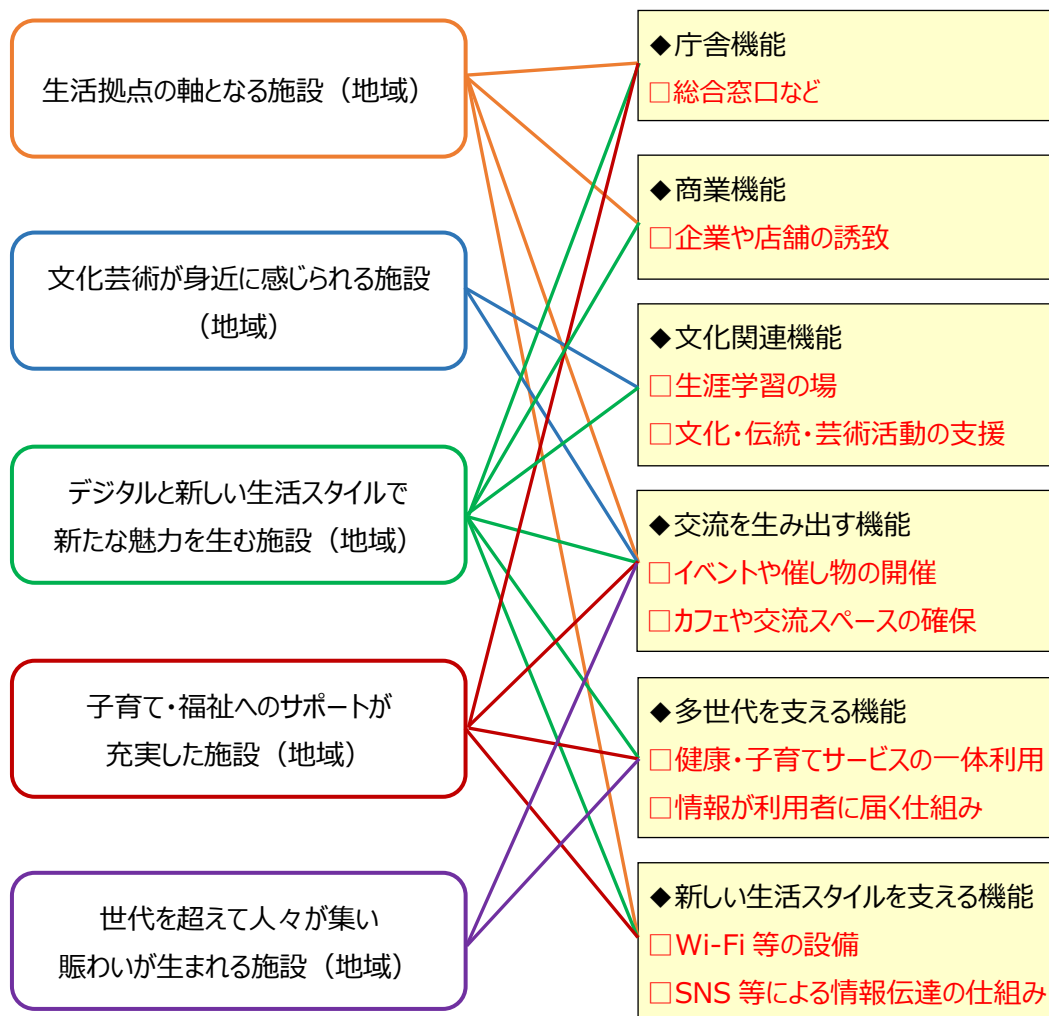 生活拠点の軸となる施設（地域）
文化芸術が身近に感じられる施設
（地域）
デジタルと新しい生活スタイルで
新たな魅力を生む施設（地域）
子育て・福祉へのサポートが
充実した施設（地域）
世代を超えて人々が集い
賑わいが生まれる施設（地域）
◆庁舎機能
□総合窓口など
◆商業機能
□企業や店舗の誘致
◆文化関連機能
□生涯学習の場
□文化・伝統・芸術活動の支援
◆交流を生み出す機能
□イベントや催し物の開催
□カフェや交流スペースの確保
◆多世代を支える機能
□健康・子育てサービスの一体利用
□情報が利用者に届く仕組み
◆新しい生活スタイルを支える機能
□Wi-Fi 等の設備
□SNS 等による情報伝達の仕組み